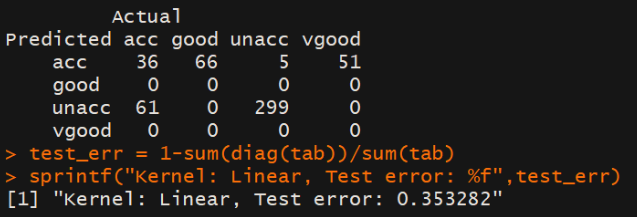 Actual
Predicted acc good unacc vgood
acc 36 66 5 51
good 0 0 0 0
unacc 61 0 299 0
vgood 0 0 0 0
> test_err = 1-sum(diag(tab))/sum(tab)
> sprintf("Kernel: Linear, Test error: %f",test_err)
[1] "Kernel: Linear, Test error: 0.353282"